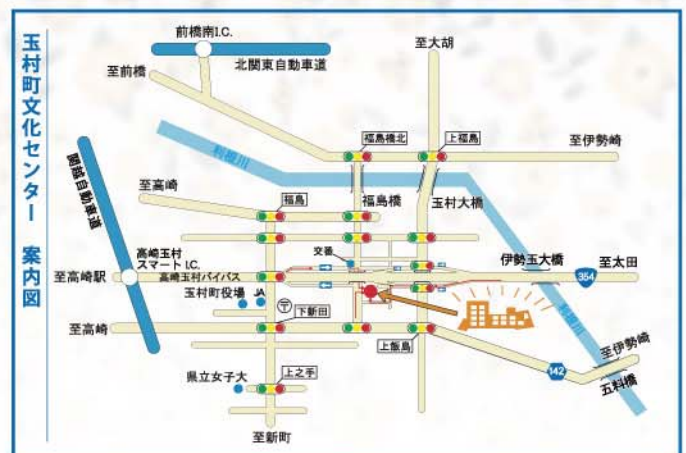 玉村町文化センター 案内図
前橋南I.C.
北関東自動車道
至大胡
至前橋
福島橋北
上福島
至伊勢崎
利根川
関越自動車道
至高崎
福島橋
玉村大橋
福島
高崎玉村
スマートI.C.
交番
伊勢玉大橋
至高崎駅
高崎玉村バイパス
354
至太田
玉村町役場
JA
〒
利根川
至高崎
下新田
上飯島
至伊勢崎
五料橋
142
県立女子大
上之手
至新町